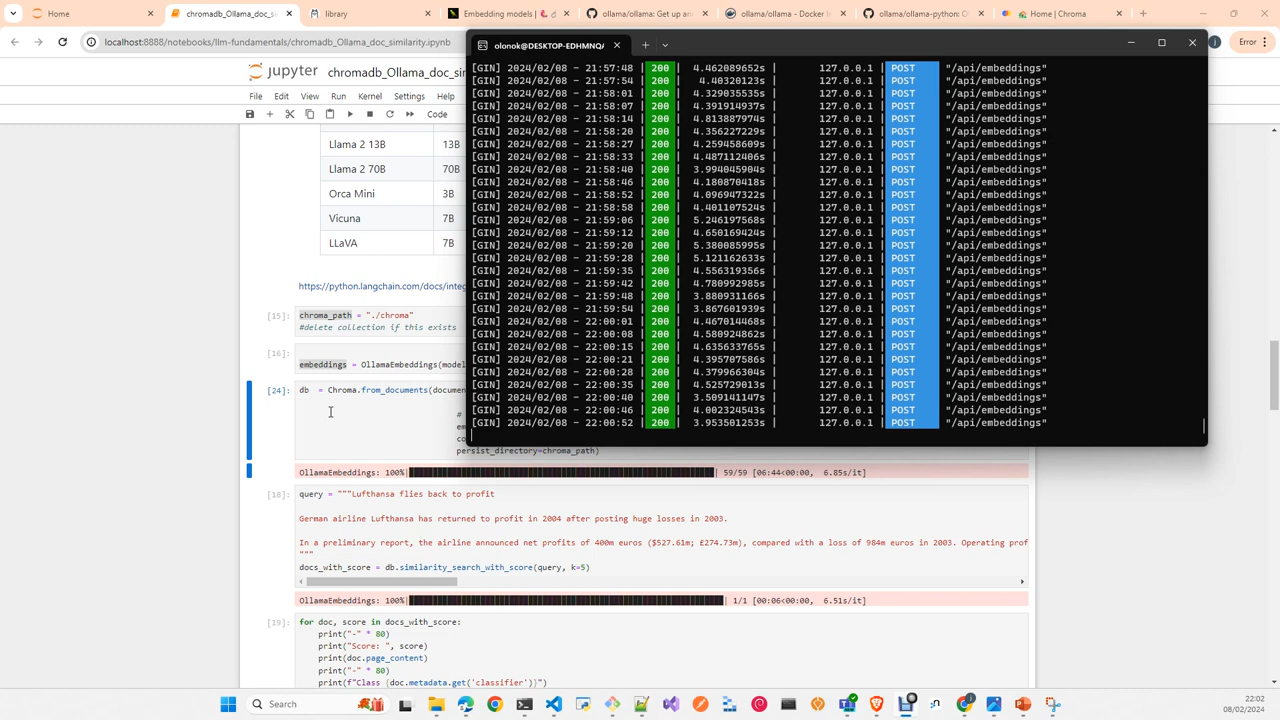 Home
chromadb_Ollama_doc_si
library
Embedding models |
ollama/ollama: Get up an
ollama/ollama - Docker I
ollama/ollama-python: O
Home | Chroma
localhost:8888/notebooks/llm-fundamentals/chromadb_Ollama_doc_similarity.ipynb
Error
olonok@DESKTOP-EDHMNQ
jupyter
chromadb_Ollama_doc_si
File Edit View Run Kernel Settings Help
Code
Llama 2 13B 13B
Llama 2 70B 70B
Orca Mini 3B
Vicuna 7B
LLaVA 7B
https://python.langchain.com/docs/integ
[15]: chroma_path = "./chroma"
#delete collection if this exists
[16]:
embeddings = OllamaEmbeddings(model
[24]: db = Chroma.from_documents(documen
#
em
co
persist_directory=chroma_path)
[GIN] 2024/02/08 - 21:57:48 | 200 | 4.462089652s | 127.0.0.1 | POST "/api/embeddings"
[GIN] 2024/02/08 - 21:57:54 | 200 | 4.40320123s | 127.0.0.1 | POST "/api/embeddings"
[GIN] 2024/02/08 - 21:58:01 | 200 | 4.329035535s | 127.0.0.1 | POST "/api/embeddings"
[GIN] 2024/02/08 - 21:58:07 | 200 | 4.391914937s | 127.0.0.1 | POST "/api/embeddings"
[GIN] 2024/02/08 - 21:58:14 | 200 | 4.813887974s | 127.0.0.1 | POST "/api/embeddings"
[GIN] 2024/02/08 - 21:58:20 | 200 | 4.356227229s | 127.0.0.1 | POST "/api/embeddings"
[GIN] 2024/02/08 - 21:58:27 | 200 | 4.259458609s | 127.0.0.1 | POST "/api/embeddings"
[GIN] 2024/02/08 - 21:58:33 | 200 | 4.487112406s | 127.0.0.1 | POST "/api/embeddings"
[GIN] 2024/02/08 - 21:58:40 | 200 | 3.994045904s | 127.0.0.1 | POST "/api/embeddings"
[GIN] 2024/02/08 - 21:58:46 | 200 | 4.180870418s | 127.0.0.1 | POST "/api/embeddings"
[GIN] 2024/02/08 - 21:58:52 | 200 | 4.096947322s | 127.0.0.1 | POST "/api/embeddings"
[GIN] 2024/02/08 - 21:58:58 | 200 | 4.401107524s | 127.0.0.1 | POST "/api/embeddings"
[GIN] 2024/02/08 - 21:59:06 | 200 | 5.246197568s | 127.0.0.1 | POST "/api/embeddings"
[GIN] 2024/02/08 - 21:59:12 | 200 | 4.650169424s | 127.0.0.1 | POST "/api/embeddings"
[GIN] 2024/02/08 - 21:59:20 | 200 | 5.380085995s | 127.0.0.1 | POST "/api/embeddings"
[GIN] 2024/02/08 - 21:59:28 | 200 | 5.121162633s | 127.0.0.1 | POST "/api/embeddings"
[GIN] 2024/02/08 - 21:59:35 | 200 | 4.556319356s | 127.0.0.1 | POST "/api/embeddings"
[GIN] 2024/02/08 - 21:59:42 | 200 | 4.780992985s | 127.0.0.1 | POST "/api/embeddings"
[GIN] 2024/02/08 - 21:59:48 | 200 | 3.880931166s | 127.0.0.1 | POST "/api/embeddings"
[GIN] 2024/02/08 - 21:59:54 | 200 | 3.867601939s | 127.0.0.1 | POST "/api/embeddings"
[GIN] 2024/02/08 - 22:00:01 | 200 | 4.467014468s | 127.0.0.1 | POST "/api/embeddings"
[GIN] 2024/02/08 - 22:00:08 | 200 | 4.580924862s | 127.0.0.1 | POST "/api/embeddings"
[GIN] 2024/02/08 - 22:00:15 | 200 | 4.635633765s | 127.0.0.1 | POST "/api/embeddings"
[GIN] 2024/02/08 - 22:00:21 | 200 | 4.395707586s | 127.0.0.1 | POST "/api/embeddings"
[GIN] 2024/02/08 - 22:00:28 | 200 | 4.379966304s | 127.0.0.1 | POST "/api/embeddings"
[GIN] 2024/02/08 - 22:00:35 | 200 | 4.525729013s | 127.0.0.1 | POST "/api/embeddings"
[GIN] 2024/02/08 - 22:00:40 | 200 | 3.509141147s | 127.0.0.1 | POST "/api/embeddings"
[GIN] 2024/02/08 - 22:00:46 | 200 | 4.002324543s | 127.0.0.1 | POST "/api/embeddings"
[GIN] 2024/02/08 - 22:00:52 | 200 | 3.953501253s | 127.0.0.1 | POST "/api/embeddings"
OllamaEmbeddings: 100%| | 59/59 [06:44<00:00, 6.85s/it]
[18]: query = """Lufthansa flies back to profit
German airline Lufthansa has returned to profit in 2004 after posting huge losses in 2003.
In a preliminary report, the airline announced net profits of 400m euros ($527.61m; £274.73m), compared with a loss of 984m euros in 2003. Operating prof
"""
docs_with_score = db.similarity_search_with_score(query, k=5)
OllamaEmbeddings: 100%| | 1/1 [00:06<00:00, 6.51s/it]
[19]: for doc, score in docs_with_score:
print("-" * 80)
print("Score: ", score)
print(doc.page_content)
print("-" * 80)
print(f"Class {doc.metadata.get('classifier')}")
Search
22:02
08/02/2024